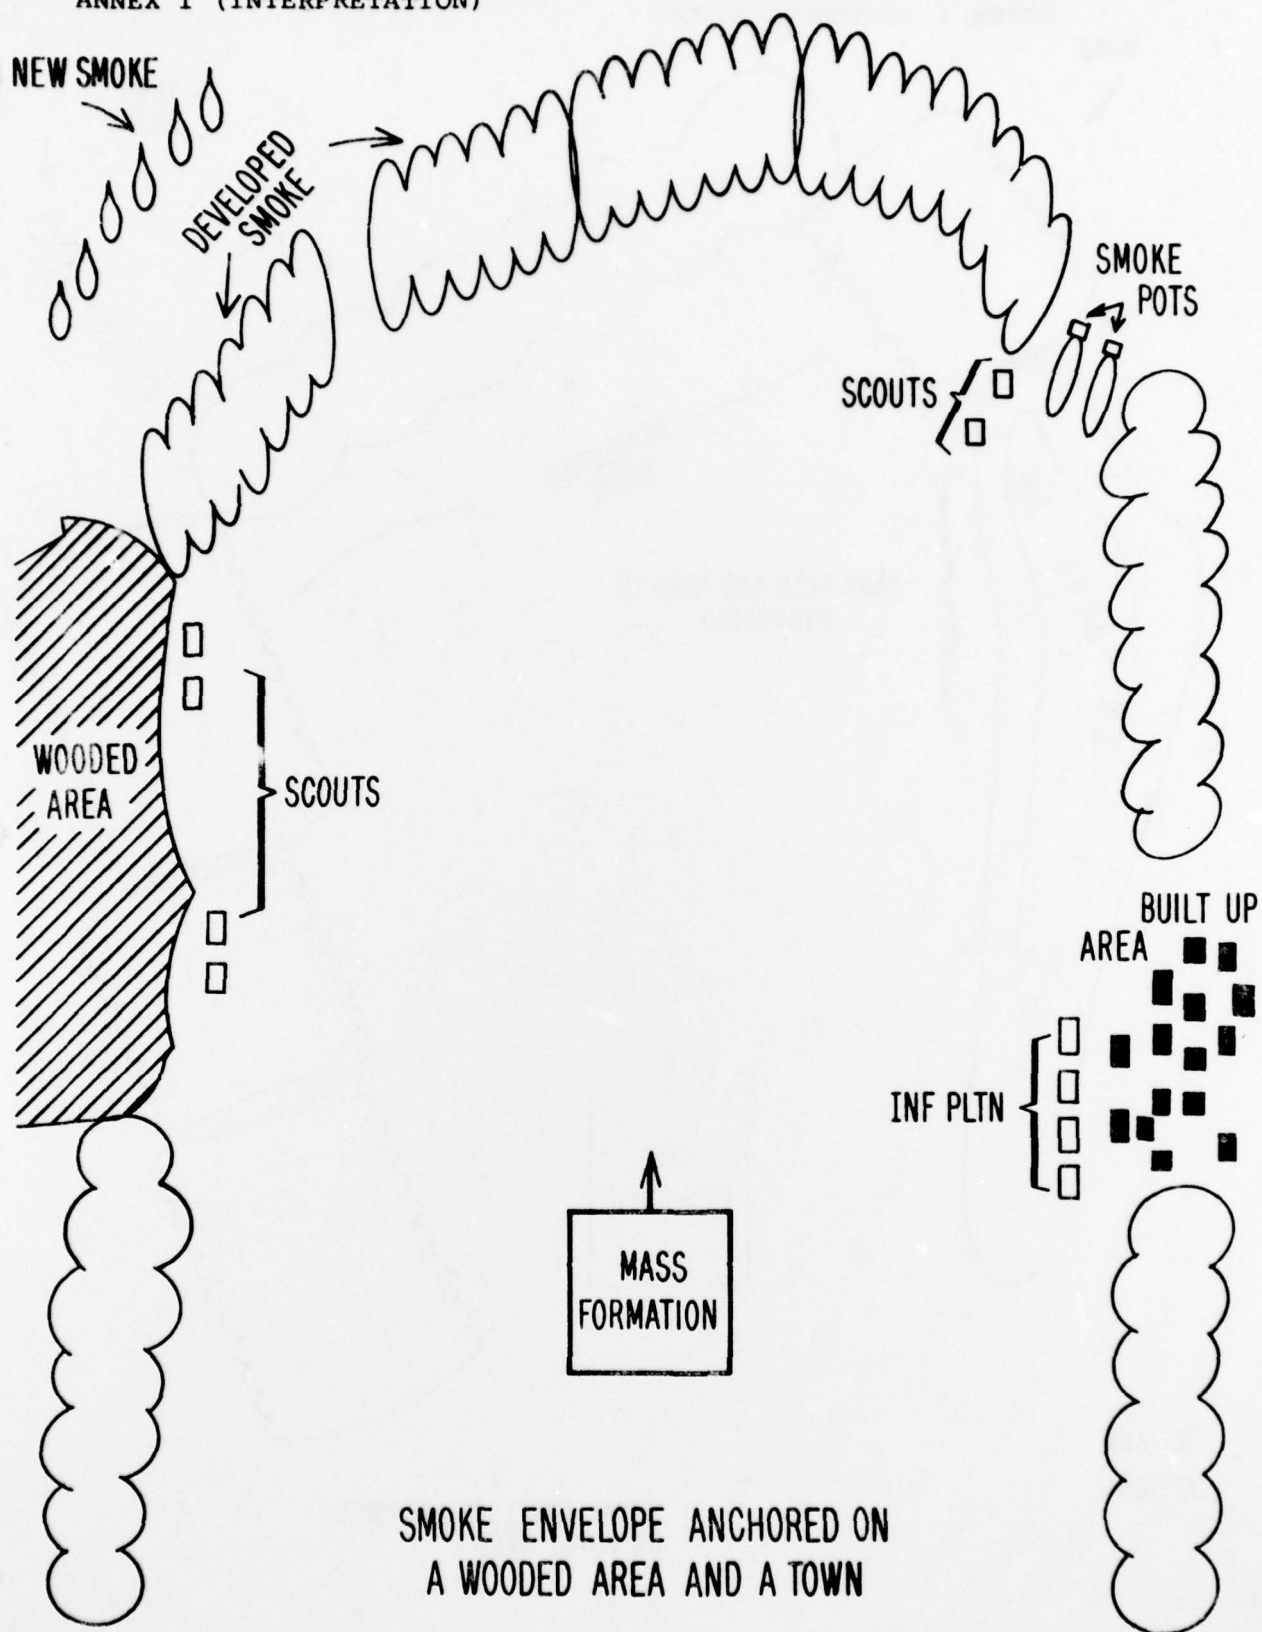 ANNEX I (INTERPRETATION)
NEW SMOKE
DEVELOPED
SMOKE
SMOKE
POTS
SCOUTS
WOODED
AREA
SCOUTS
BUILT UP
AREA
INF PLTN
MASS
FORMATION
SMOKE ENVELOPE ANCHORED ON
A WOODED AREA AND A TOWN